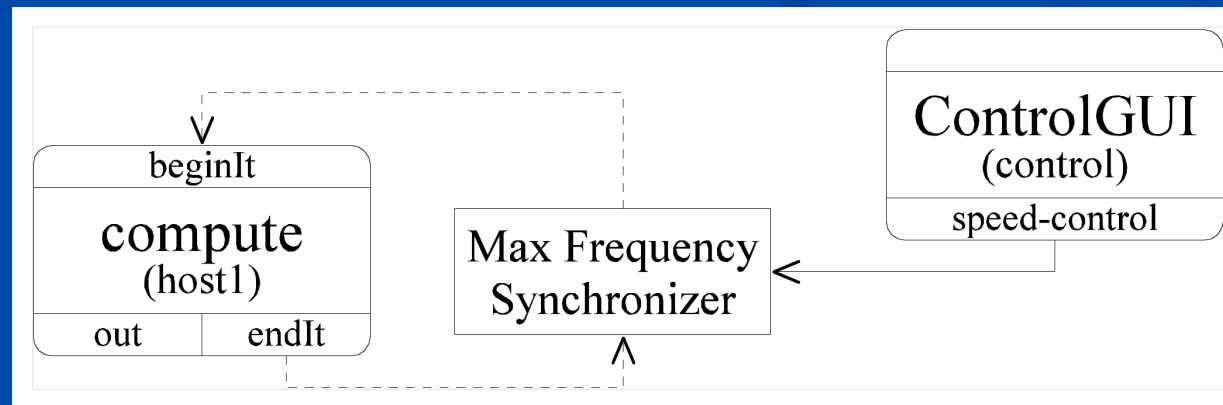 beginIt
compute
(host1)
out
endIt
Max Frequency
Synchronizer
ControlGUI
(control)
speed-control